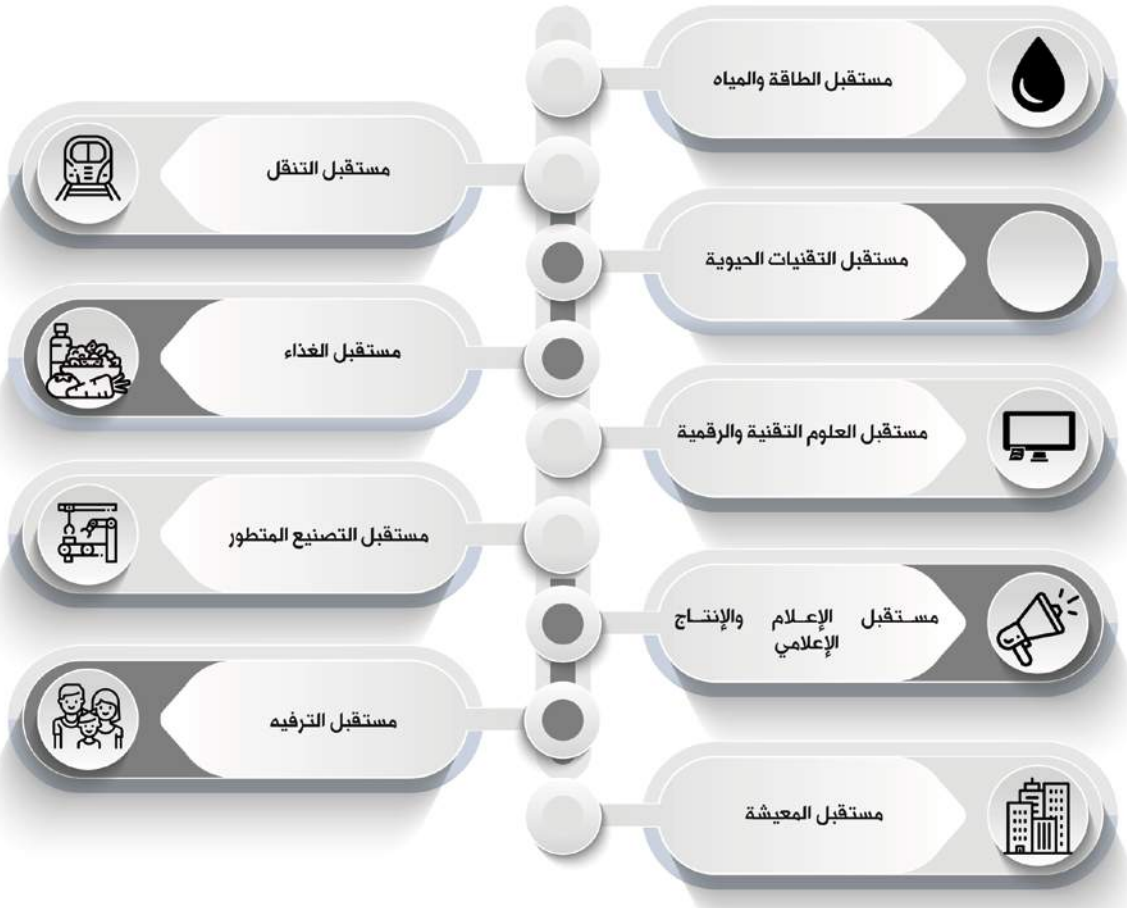 مستقبل الطاقة والمياه
مستقبل التنقل
مستقبل التقنيات الحيوية
مستقبل الغذاء
مستقبل العلوم التقنية والرقمية
مستقبل التصنيع المتطور
مستقبل الإعلام والإنتاج
الإعلامي
مستقبل الترفيه
مستقبل المعيشة